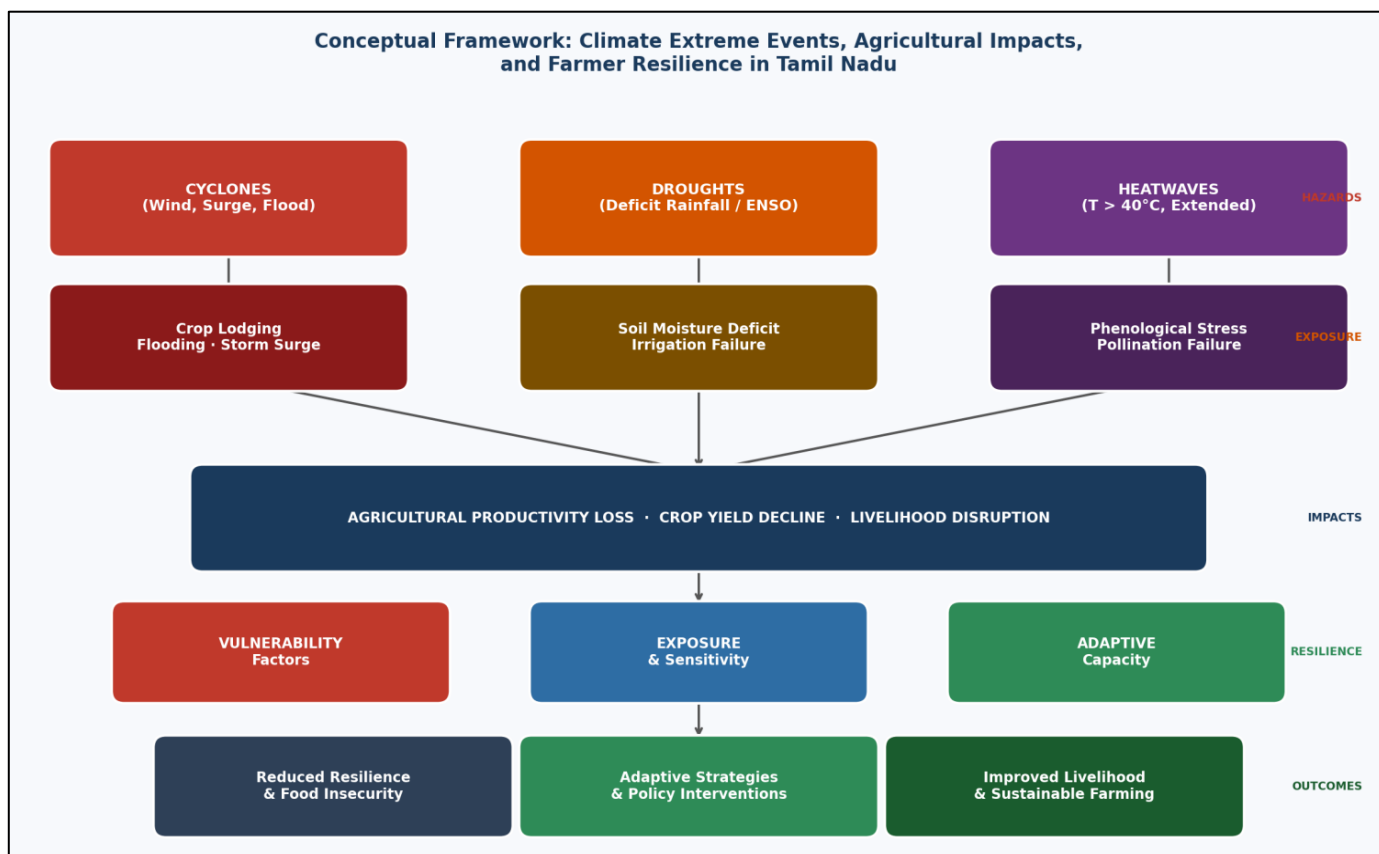 Conceptual Framework: Climate Extreme Events, Agricultural Impacts,
and Farmer Resilience in Tamil Nadu
CYCLONES
(Wind, Surge, Flood)
DROUGHTS
(Deficit Rainfall / ENSO)
HEATWAVES
(T > 40°C, Extended)
HAZARDS
Crop Lodging
Flooding · Storm Surge
Soil Moisture Deficit
Irrigation Failure
Phenological Stress
Pollination Failure
EXPOSURE
AGRICULTURAL PRODUCTIVITY LOSS · CROP YIELD DECLINE · LIVELIHOOD DISRUPTION
IMPACTS
VULNERABILITY
Factors
EXPOSURE
& Sensitivity
ADAPTIVE
Capacity
RESILIENCE
Reduced Resilience
& Food Insecurity
Adaptive Strategies
& Policy Interventions
Improved Livelihood
& Sustainable Farming
OUTCOMES